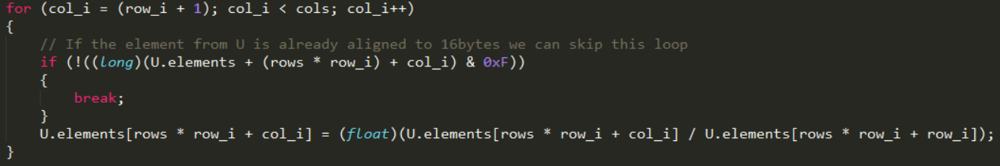 for (col_i = (row_i + 1); col_i < cols; col_i++)
{
    // If the element from U is already aligned to 16bytes we can skip this loop
    if (!((long)(U.elements + (rows * row_i) + col_i) & 0xF))
    {
        break;
    }
    U.elements[rows * row_i + col_i] = (float)(U.elements[rows * row_i + col_i] / U.elements[rows * row_i + row_i]);
}